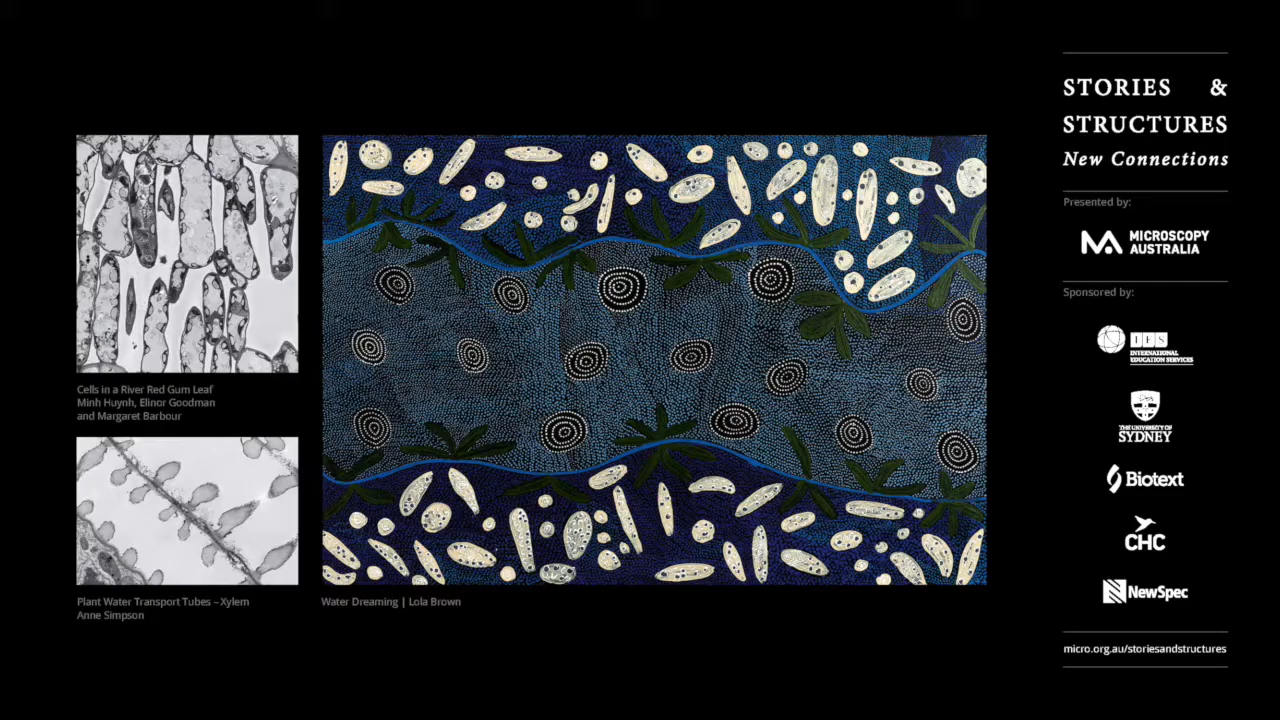 Cells in a River Red Gum Leaf
Minh Huynh, Elinor Goodman
and Margaret Barbour
Plant Water Transport Tubes – Xylem
Anne Simpson
Water Dreaming | Lola Brown
STORIES &
STRUCTURES
New Connections
Presented by:
MICROSCOPY
AUSTRALIA
Sponsored by:
IES
INTERNATIONAL
EDUCATION SERVICES
THE UNIVERSITY OF
SYDNEY
Biotext
CHC
NewSpec
micro.org.au/storiesandstructures